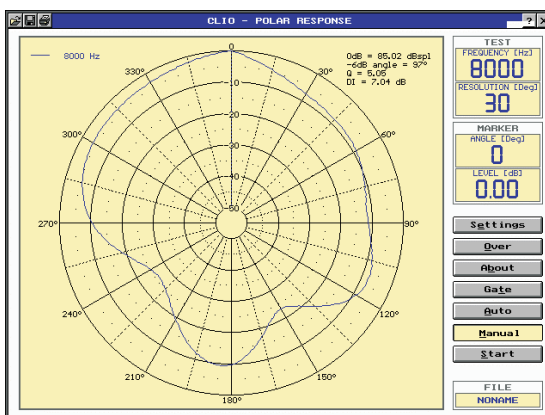 CLIO - POLAR RESPONSE
? ×
8000 Hz
0dB = 85.02 dBspl
-6dB angle = 97°
Q = 5.05
DI = 7.04 dB
0
330°
30°
-10
300°
60°
-20
-30
-40
-50
270°
90°
240°
120°
210°
150°
180°
TEST
FREQUENCY [Hz]
8000
RESOLUTION [Deg]
30
MARKER
ANGLE [Deg]
0
LEVEL [dB]
0.00
Settings
Over
About
Gate
Auto
Manual
Start
FILE
NONAME